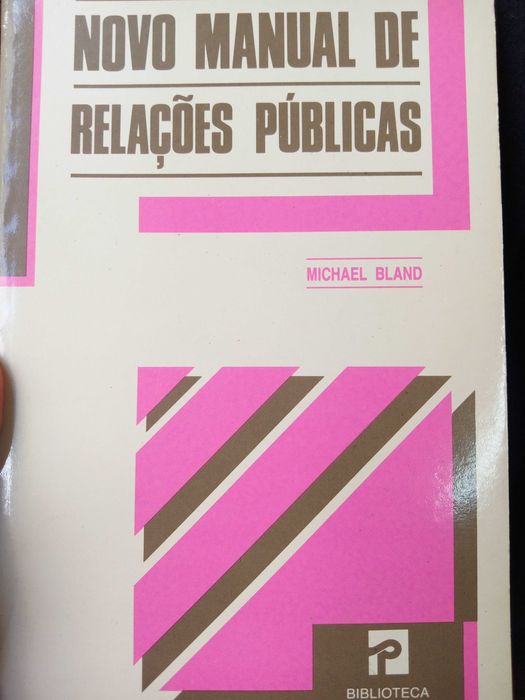 NOVO MANUAL DE
RELAÇÕES PÚBLICAS
MICHAEL BLAND
P
BIBLIOTECA